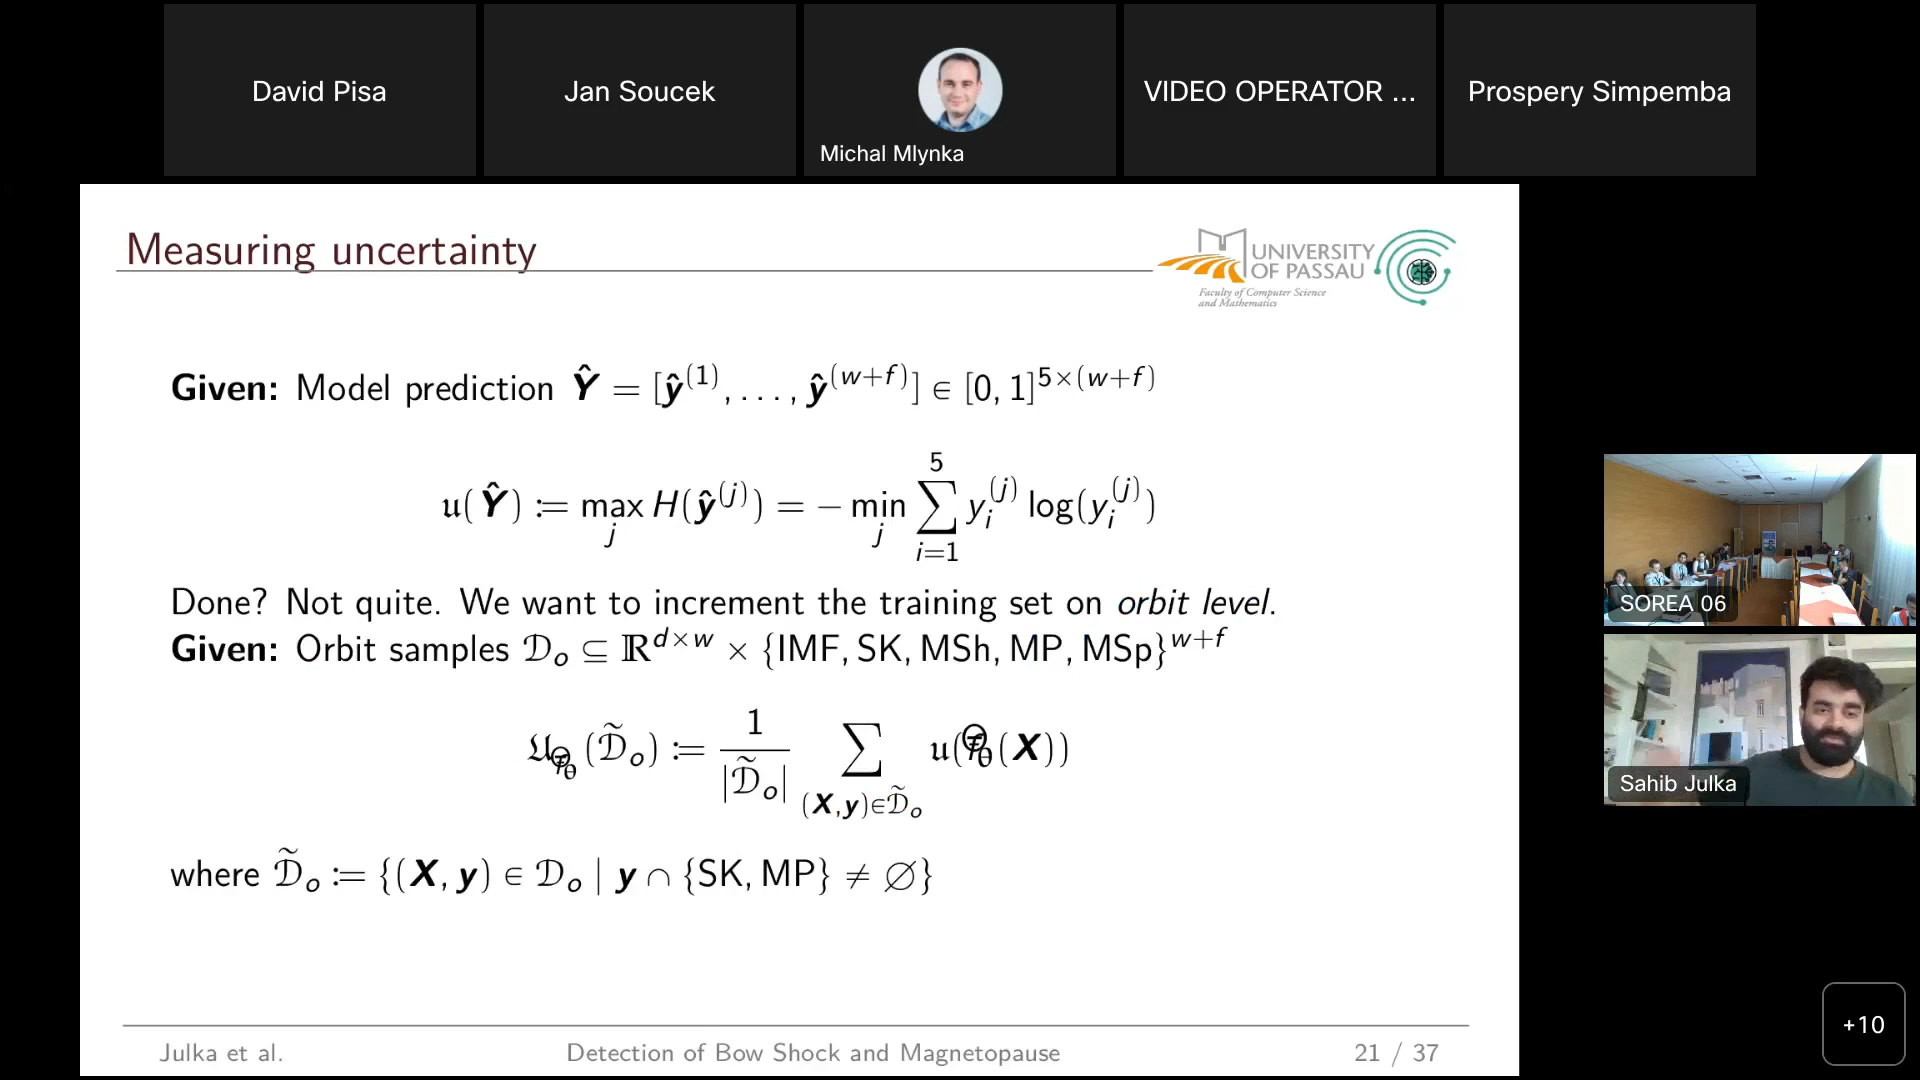 David Pisa
Jan Soucek
Michal Mlynka
VIDEO OPERATOR ...
Prospery Simpemba
Measuring uncertainty
UNIVERSITY
OF PASSAU
Faculty of Computer Science
and Mathematics
Given: Model prediction Ŷ = [ŷ^(1), . . . , ŷ^(w+f)] ∈ [0, 1]^5×(w+f)
𝔲(Ŷ) := max_j H(ŷ^(j)) = − min_j ∑_{i=1}^5 y_i^(j) log(y_i^(j))
Done? Not quite. We want to increment the training set on orbit level.
Given: Orbit samples 𝒟_o ⊆ ℝ^{d×w} × {IMF, SK, MSh, MP, MSp}^{w+f}
(𝒟̃_o) := 1/|𝒟̃_o| ∑_{(X,y)∈𝒟̃_o} 𝔲( (X))
where 𝒟̃_o := {(X, y) ∈ 𝒟_o | y ∩ {SK, MP} ≠ ∅}
SOREA 06
Sahib Julka
Julka et al.
Detection of Bow Shock and Magnetopause
21 / 37
+10